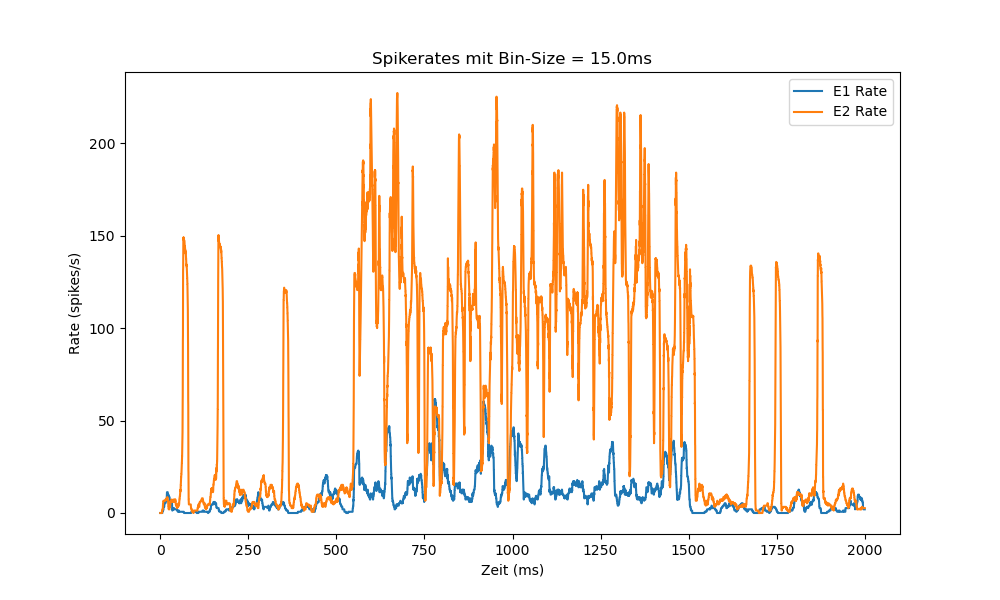 Spikerates mit Bin-Size = 15.0ms
E1 Rate
E2 Rate
Rate (spikes/s)
200
150
100
50
0
0 250 500 750 1000 1250 1500 1750 2000
Zeit (ms)